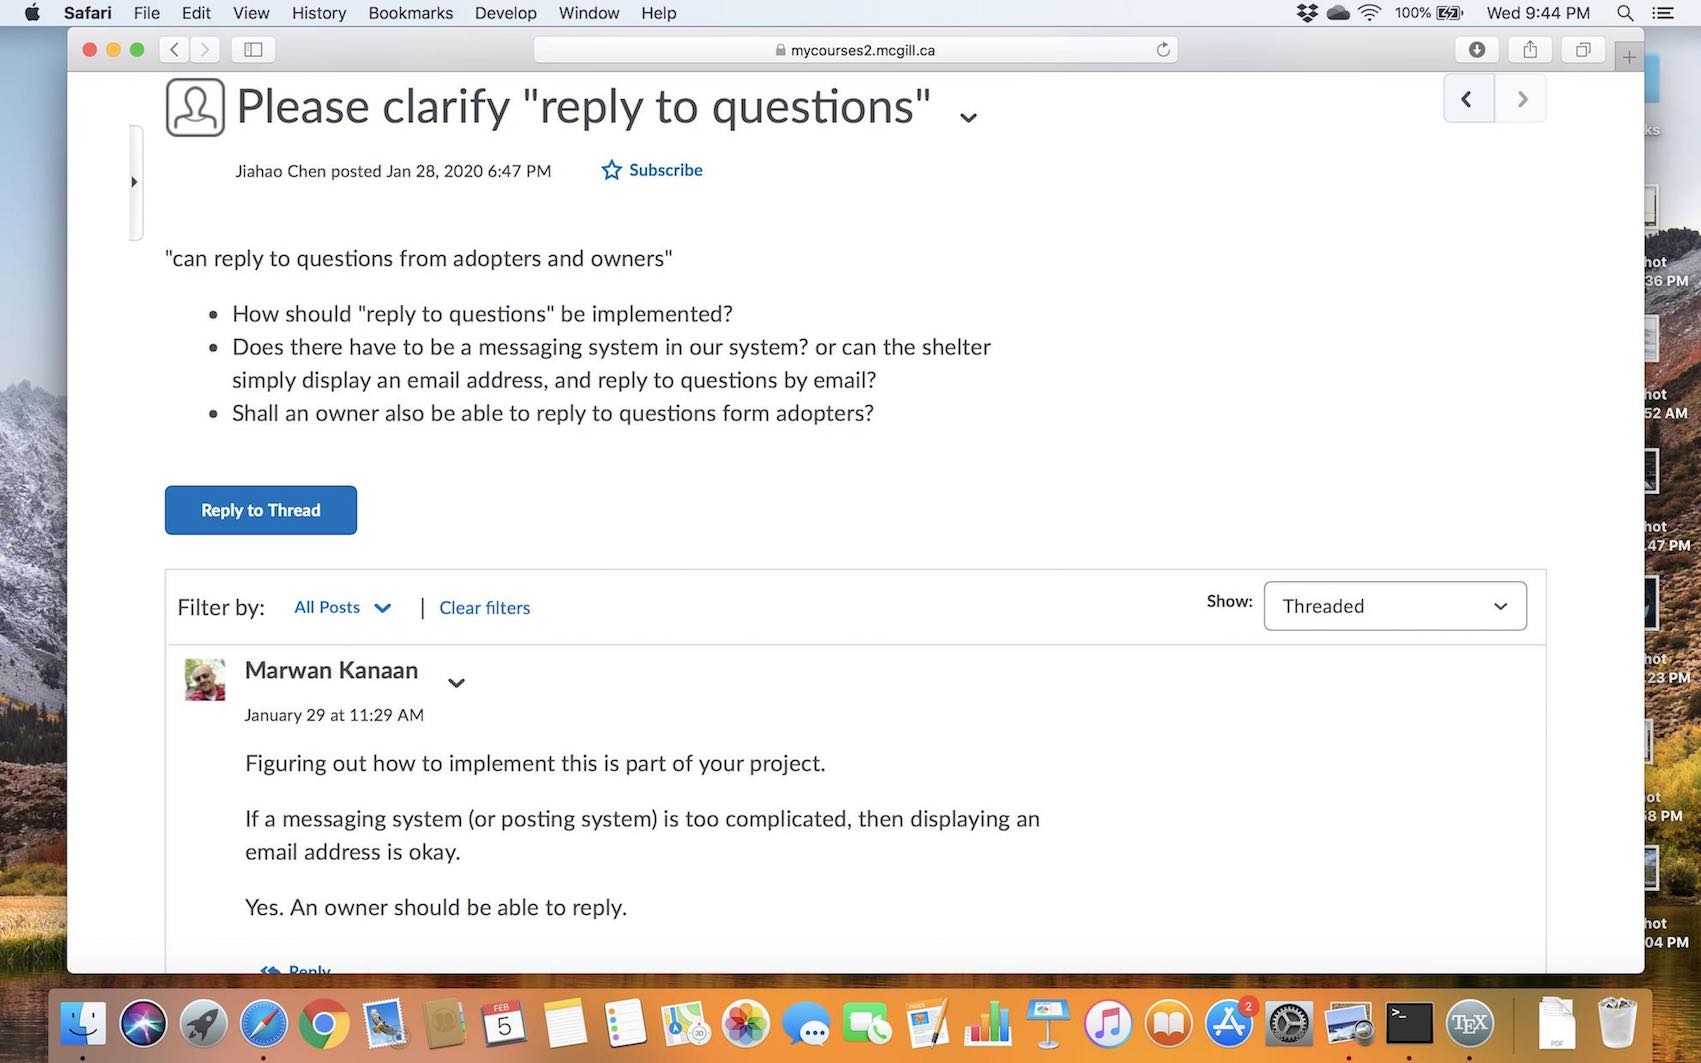 Safari File Edit View History Bookmarks Develop Window Help 100% Wed 9:44 PM
mycourses2.mcgill.ca
Please clarify "reply to questions"
Jiahao Chen posted Jan 28, 2020 6:47 PM Subscribe
"can reply to questions from adopters and owners"
• How should "reply to questions" be implemented?
• Does there have to be a messaging system in our system? or can the shelter
simply display an email address, and reply to questions by email?
• Shall an owner also be able to reply to questions form adopters?
Reply to Thread
Filter by: All Posts | Clear filters Show: Threaded
Marwan Kanaan
January 29 at 11:29 AM
Figuring out how to implement this is part of your project.
If a messaging system (or posting system) is too complicated, then displaying an
email address is okay.
Yes. An owner should be able to reply.
Reply
ks
hot
36 PM
hot
52 AM
hot
47 PM
hot
23 PM
ot
8 PM
hot
04 PM
FEB
5
PAGES
3D
2
>_
TEX
PDF